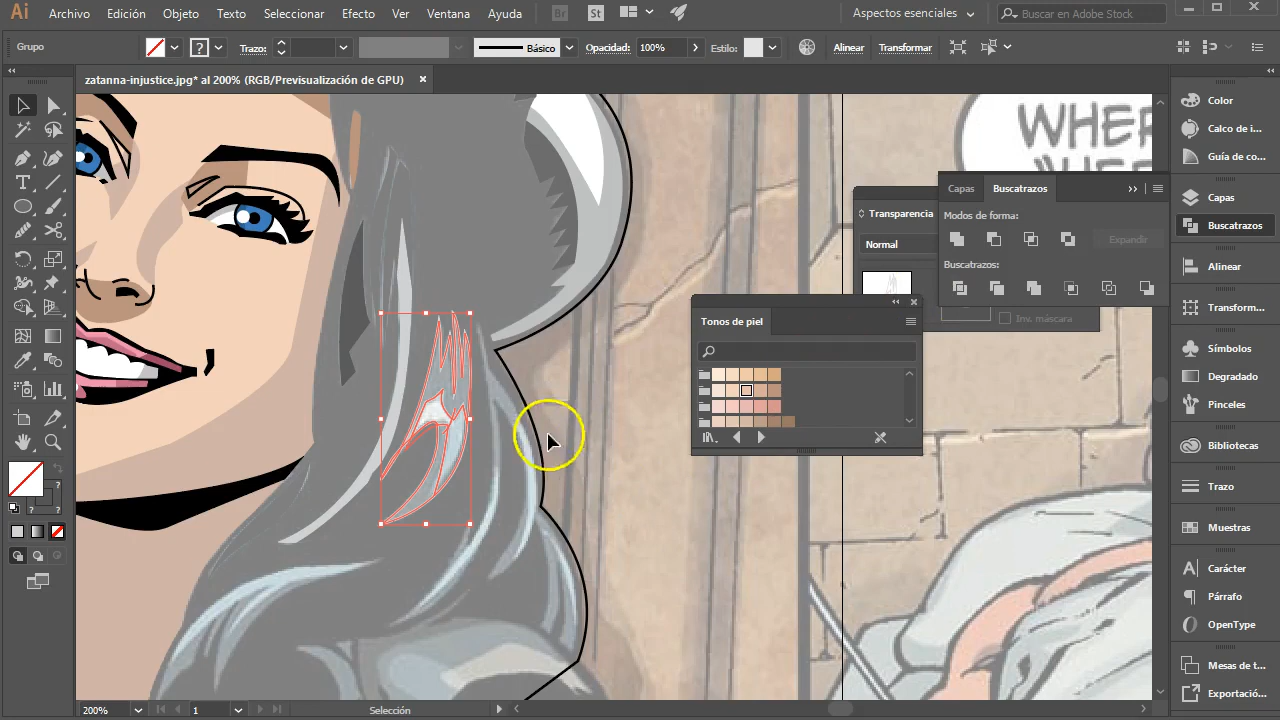 Ai Archivo Edición Objeto Texto Seleccionar Efecto Ver Ventana Ayuda Br St Aspectos esenciales Buscar en Adobe Stock
Grupo ? Trazo: Básico Opacidad: 100% Estilo: Alinear Transformar
zatanna-injustice.jpg* al 200% (RGB/Previsualización de GPU) ×
WHER
Capas Buscatrazos
Modos de forma:
Expandir
Buscatrazos:
Transparencia
Normal
Inv. máscara
Tonos de piel
T
?
? ?
Color
Calco de i...
Guía de co...
Capas
Buscatrazos
Alinear
Transform...
Símbolos
Degradado
Pinceles
Bibliotecas
Trazo
Muestras
Carácter
Párrafo
OpenType
Mesas de t...
Exportació...
200% 1 Selección